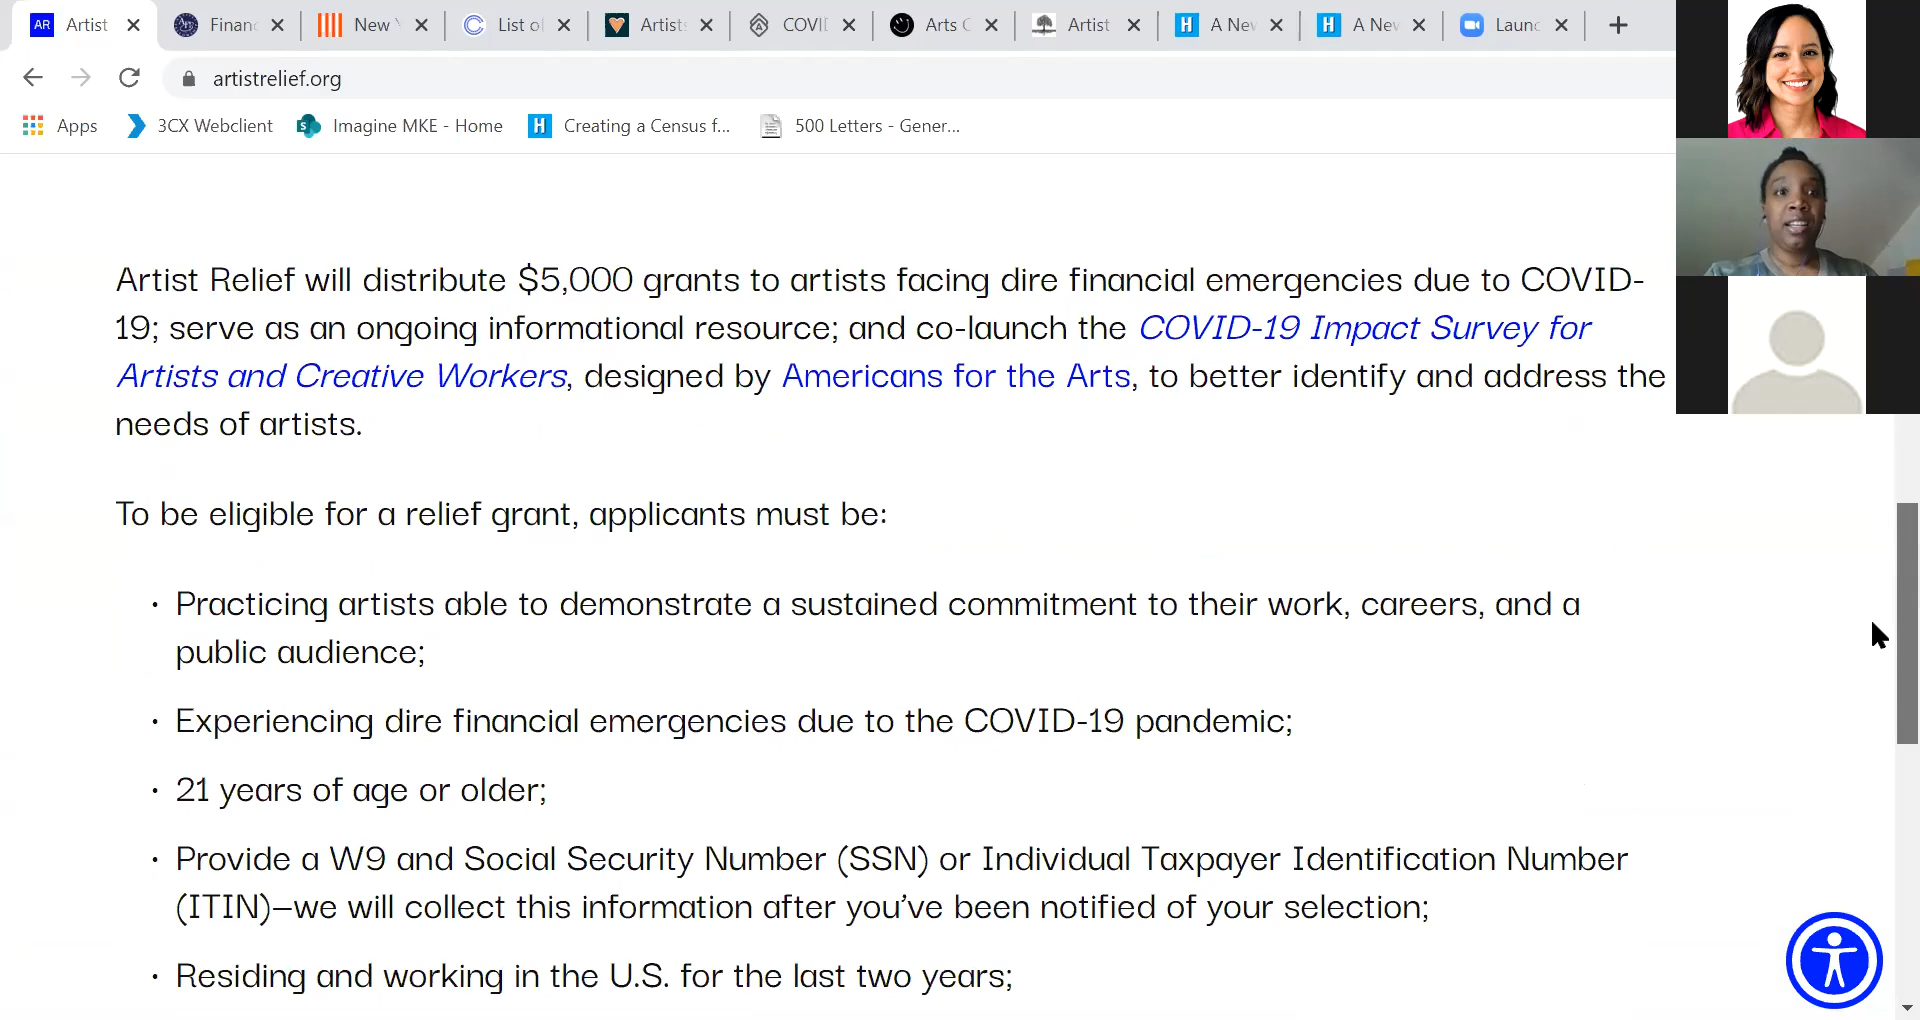 AR Artist Financ New List o Artist COVI Arts C Artist H A Nev H A Nev Laun
artistrelief.org
Apps 3CX Webclient Imagine MKE - Home H Creating a Census f... 500 Letters - Gener...
Artist Relief will distribute $5,000 grants to artists facing dire financial emergencies due to COVID-
19; serve as an ongoing informational resource; and co-launch the COVID-19 Impact Survey for
Artists and Creative Workers, designed by Americans for the Arts, to better identify and address the
needs of artists.
To be eligible for a relief grant, applicants must be:
· Practicing artists able to demonstrate a sustained commitment to their work, careers, and a
public audience;
· Experiencing dire financial emergencies due to the COVID-19 pandemic;
· 21 years of age or older;
· Provide a W9 and Social Security Number (SSN) or Individual Taxpayer Identification Number
(ITIN)—we will collect this information after you’ve been notified of your selection;
· Residing and working in the U.S. for the last two years;